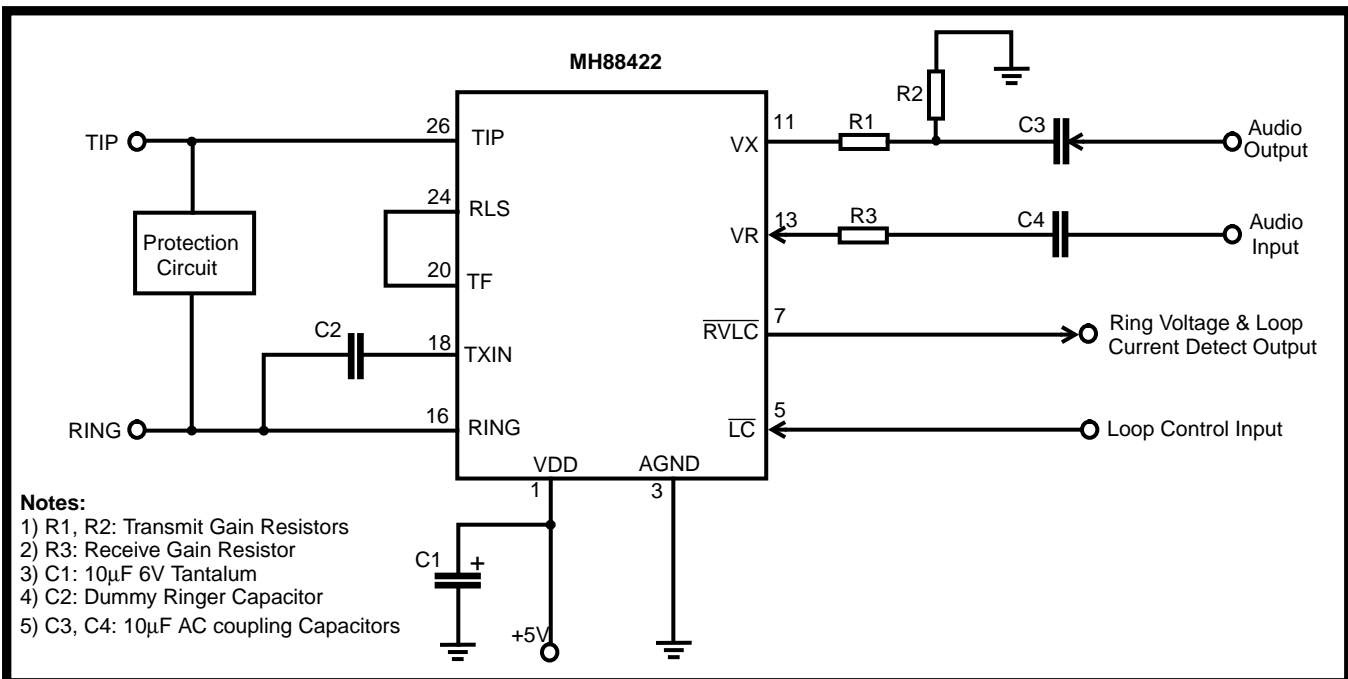 MH88422
R2
TIP
26
TIP
R1
11
VX
C3
Audio
Output
24
RLS
Protection
Circuit
VR
13
R3
C4
Audio
Input
20
TF
C2
18
TXIN
RVLC
7
Ring Voltage & Loop
Current Detect Output
RING
16
RING
LC
5
Loop Control Input
VDD
AGND
1
3
Notes:
1) R1, R2: Transmit Gain Resistors
2) R3: Receive Gain Resistor
3) C1: 10µF 6V Tantalum
4) C2: Dummy Ringer Capacitor
5) C3, C4: 10µF AC coupling Capacitors
C1
+
+5V